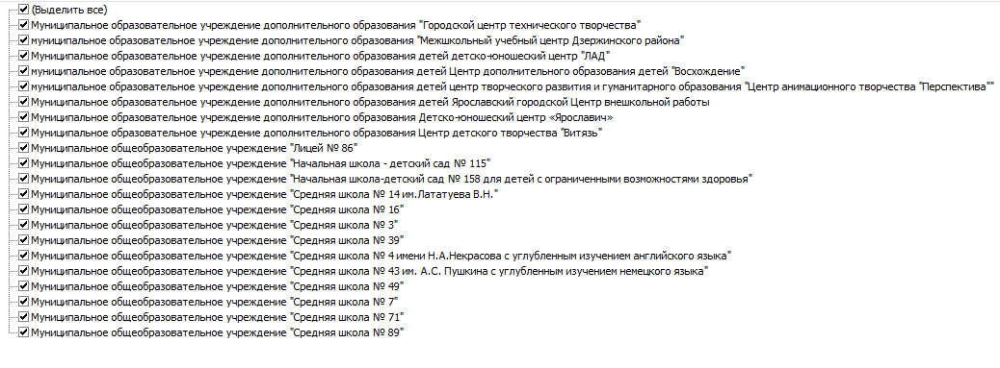 (Выделить все)
Муниципальное образовательное учреждение дополнительного образования "Городской центр технического творчества"
муниципальное образовательное учреждение дополнительного образования "Межшкольный учебный центр Дзержинского района"
Муниципальное образовательное учреждение дополнительного образования детей детско-юношеский центр "ЛАД"
муниципальное образовательное учреждение дополнительного образования детей Центр дополнительного образования детей "Восхождение"
муниципальное образовательное учреждение дополнительного образования детей центр творческого развития и гуманитарного образования "Центр анимационного творчества "Перспектива""
Муниципальное образовательное учреждение дополнительного образования детей Ярославский городской Центр внешкольной работы
Муниципальное образовательное учреждение дополнительного образования Детско-юношеский центр «Ярославич»
Муниципальное образовательное учреждение дополнительного образования Центр детского творчества "Витязь"
Муниципальное общеобразовательное учреждение "Лицей № 86"
Муниципальное общеобразовательное учреждение "Начальная школа - детский сад № 115"
Муниципальное общеобразовательное учреждение "Начальная школа-детский сад № 158 для детей с ограниченными возможностями здоровья"
Муниципальное общеобразовательное учреждение "Средняя школа № 14 им.Лататуева В.Н."
Муниципальное общеобразовательное учреждение "Средняя школа № 16"
Муниципальное общеобразовательное учреждение "Средняя школа № 3"
Муниципальное общеобразовательное учреждение "Средняя школа № 39"
Муниципальное общеобразовательное учреждение "Средняя школа № 4 имени Н.А.Некрасова с углубленным изучением английского языка"
Муниципальное общеобразовательное учреждение "Средняя школа № 43 им. А.С. Пушкина с углубленным изучением немецкого языка"
Муниципальное общеобразовательное учреждение "Средняя школа № 49"
Муниципальное общеобразовательное учреждение "Средняя школа № 7"
Муниципальное общеобразовательное учреждение "Средняя школа № 71"
Муниципальное общеобразовательное учреждение "Средняя школа № 89"